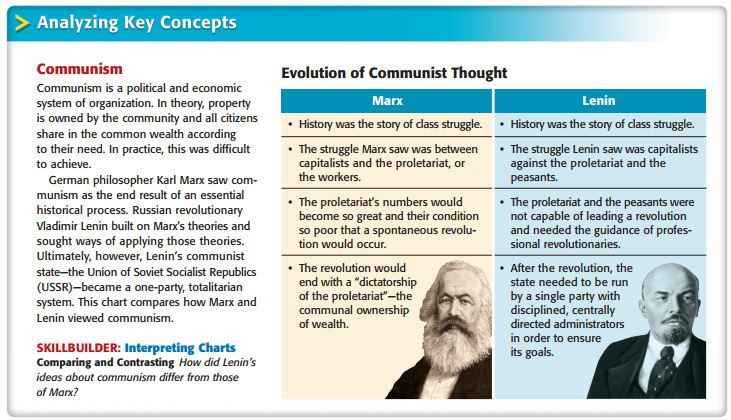 > Analyzing Key Concepts
Communism
Communism is a political and economic
system of organization. In theory, property
is owned by the community and all citizens
share in the common wealth according
to their need. In practice, this was difficult
to achieve.
German philosopher Karl Marx saw com-
munism as the end result of an essential
historical process. Russian revolutionary
Vladimir Lenin built on Marx's theories and
sought ways of applying those theories.
Ultimately, however, Lenin's communist
state—the Union of Soviet Socialist Republics
(USSR)—became a one-party, totalitarian
system. This chart compares how Marx and
Lenin viewed communism.
SKILLBUILDER: Interpreting Charts
Comparing and Contrasting How did Lenin's
ideas about communism differ from those
of Marx?
Evolution of Communist Thought
Marx
• History was the story of class struggle.
• The struggle Marx saw was between
capitalists and the proletariat, or
the workers.
• The proletariat's numbers would
become so great and their condition
so poor that a spontaneous revolu-
tion would occur.
• The revolution would
end with a "dictatorship
of the proletariat"—the
communal ownership
of wealth.
Lenin
• History was the story of class struggle.
• The struggle Lenin saw was capitalists
against the proletariat and the
peasants.
• The proletariat and the peasants were
not capable of leading a revolution
and needed the guidance of profes-
sional revolutionaries.
• After the revolution, the
state needed to be run
by a single party with
disciplined, centrally
directed administrators
in order to ensure
its goals.